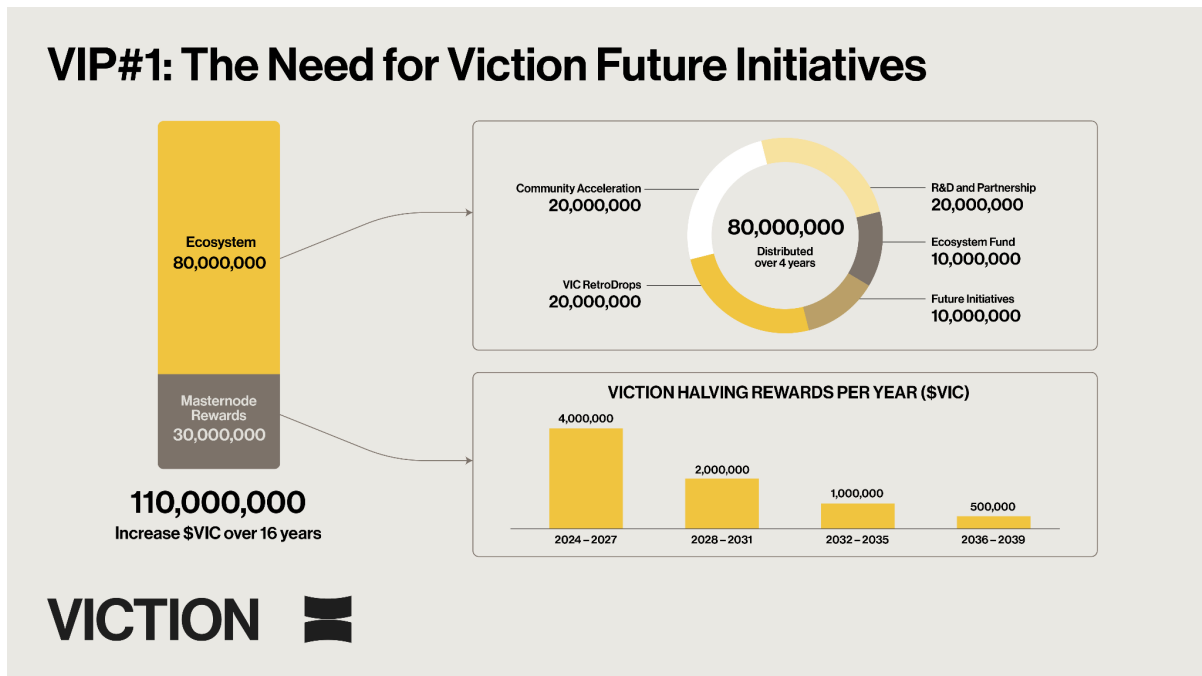 VIP#1: The Need for Viction Future Initiatives
Ecosystem
80,000,000
Masternode
Rewards
30,000,000
110,000,000
Increase $VIC over 16 years
Community Acceleration
20,000,000
VIC RetroDrops
20,000,000
80,000,000
Distributed
over 4 years
R&D and Partnership
20,000,000
Ecosystem Fund
10,000,000
Future Initiatives
10,000,000
VICTION HALVING REWARDS PER YEAR ($VIC)
4,000,000
2,000,000
1,000,000
500,000
2024 – 2027
2028 – 2031
2032 – 2035
2036 – 2039
VICTION